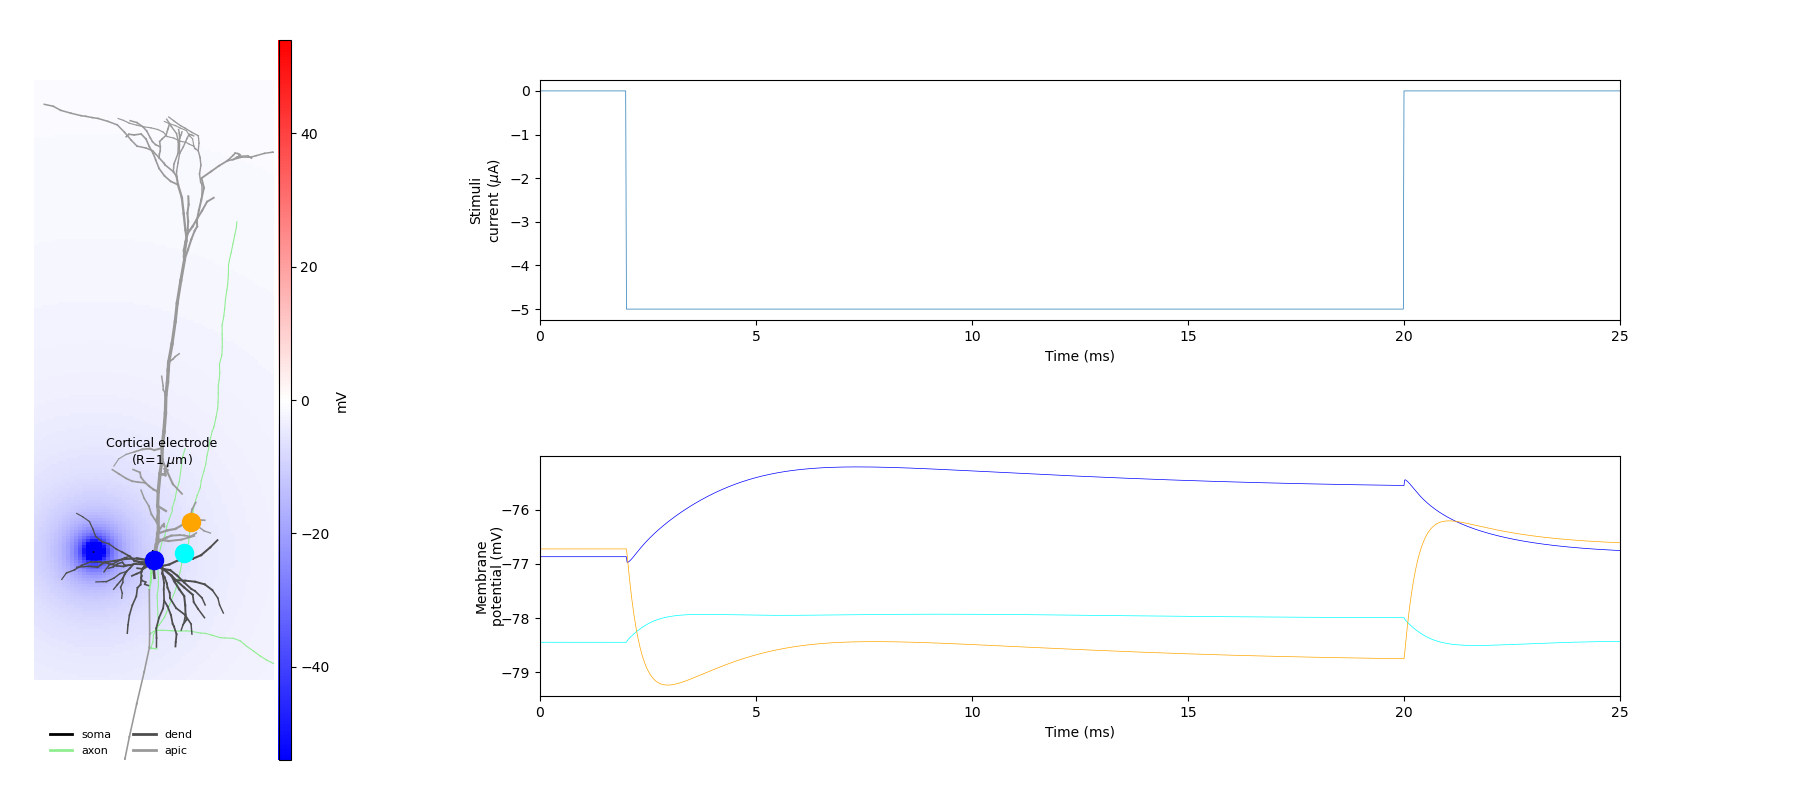 Cortical electrode
(R=1 μm)
soma
dend
axon
apic
40
20
0
−20
−40
mV
0
−1
−2
−3
−4
−5
Stimuli
current (μA)
0
5
10
15
20
25
Time (ms)
−76
−77
−78
−79
Membrane
potential (mV)
0
5
10
15
20
25
Time (ms)